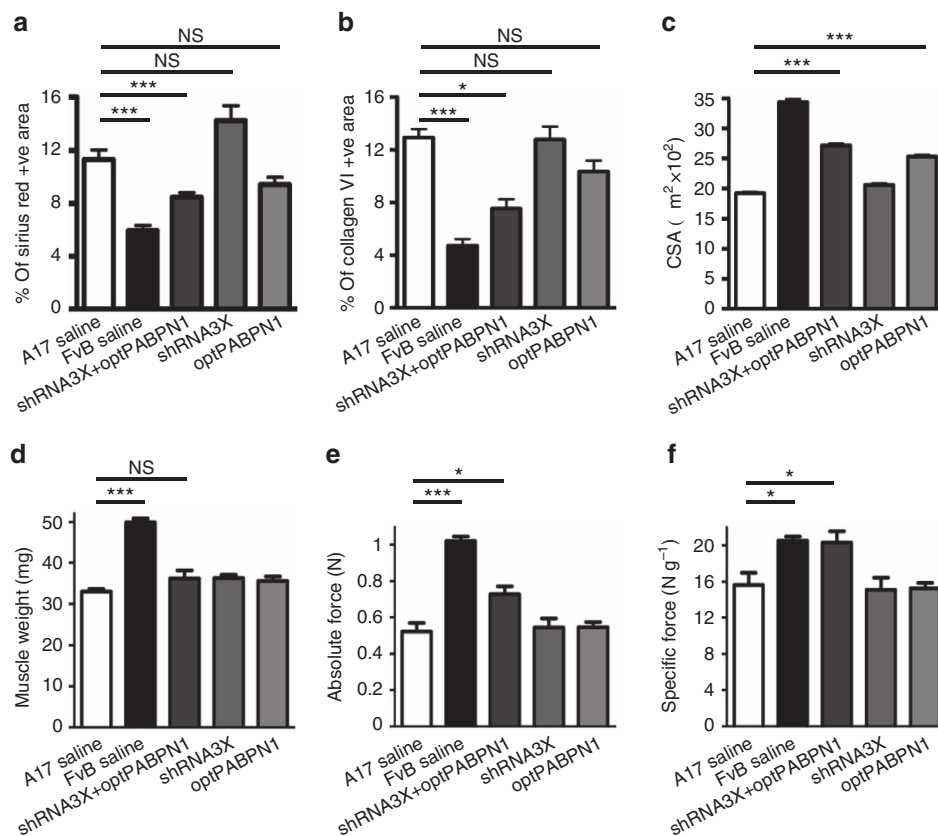 a
NS
NS
***
***
% Of sirius red +ve area
16
12
8
4
0
A17 saline
FvB saline
shRNA3X+optPABPN1
shRNA3X
optPABPN1
b
NS
NS
*
***
% Of collagen VI +ve area
16
12
8
4
0
A17 saline
FvB saline
shRNA3X+optPABPN1
shRNA3X
optPABPN1
c
***
***
CSA ( m²×10²)
35
30
25
20
15
10
5
0
A17 saline
FvB saline
shRNA3X+optPABPN1
shRNA3X
optPABPN1
d
NS
***
Muscle weight (mg)
50
40
30
20
10
0
A17 saline
FvB saline
shRNA3X+optPABPN1
shRNA3X
optPABPN1
e
*
***
Absolute force (N)
1
0.8
0.6
0.4
0.2
0
A17 saline
FvB saline
shRNA3X+optPABPN1
shRNA3X
optPABPN1
f
*
*
Specific force (N g⁻¹)
20
16
12
8
4
0
A17 saline
FvB saline
shRNA3X+optPABPN1
shRNA3X
optPABPN1